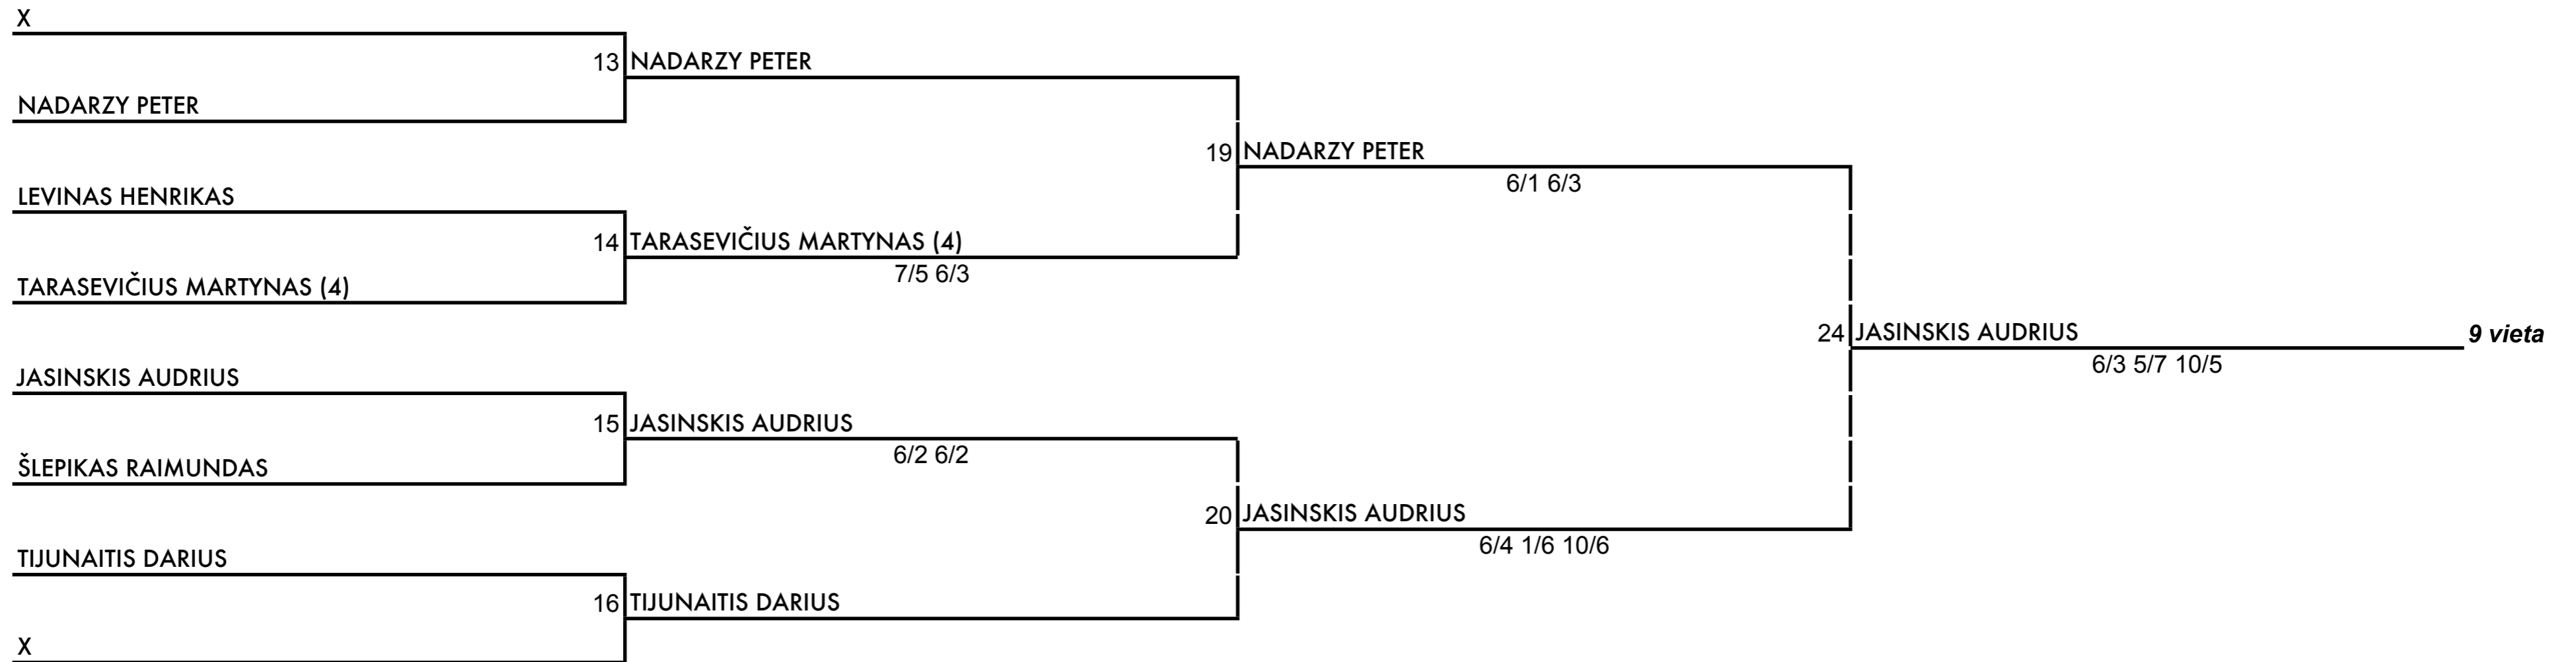 X
13 NADARZY PETER
NADARZY PETER
19 NADARZY PETER
6/1 6/3
LEVINAS HENRIKAS
14 TARASEVIČIUS MARTYNAS (4)
7/5 6/3
TARASEVIČIUS MARTYNAS (4)
24 JASINSKIS AUDRIUS 9 vieta
6/3 5/7 10/5
JASINSKIS AUDRIUS
15 JASINSKIS AUDRIUS
6/2 6/2
ŠLEPIKAS RAIMUNDAS
20 JASINSKIS AUDRIUS
6/4 1/6 10/6
TIJUNAITIS DARIUS
16 TIJUNAITIS DARIUS
X